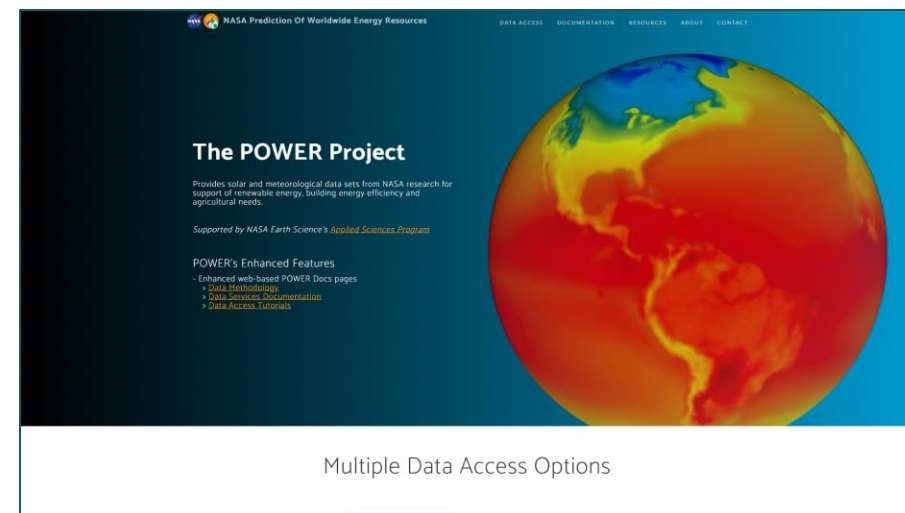 NASA Prediction Of Worldwide Energy Resources
DATA ACCESS DOCUMENTATION RESOURCES ABOUT CONTACT
The POWER Project
Provides solar and meteorological data sets from NASA research for
support of renewable energy, building energy efficiency and
agricultural needs.
Supported by NASA Earth Science's Applied Sciences Program
POWER's Enhanced Features
- Enhanced web-based POWER Docs pages
› Data Methodology
› Data Services Documentation
› Data Access Tutorials
Multiple Data Access Options